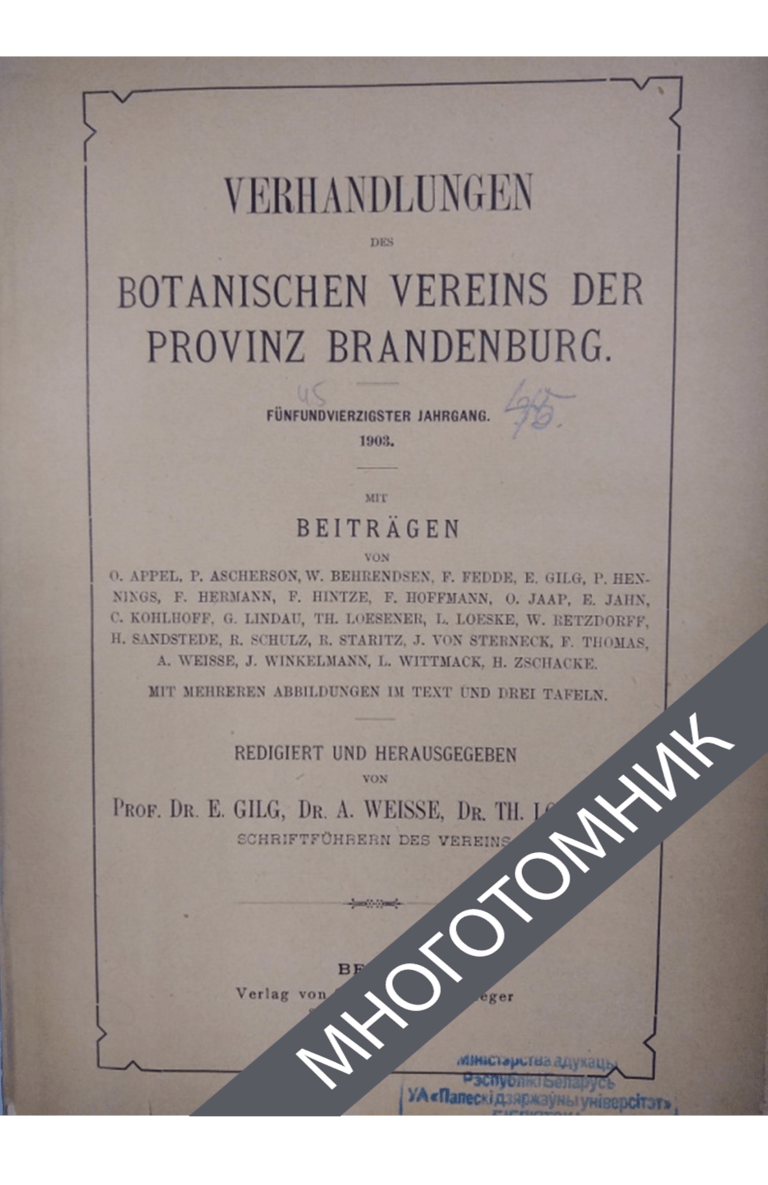 VERHANDLUNGEN
DES
BOTANISCHEN VEREINS DER
PROVINZ BRANDENBURG.
45
FÜNFUNDVIERZIGSTER JAHRGANG.
1903.
MIT
BEITRÄGEN
VON
O. APPEL, P. ASCHERSON, W. BEHRENDSEN, F. FEDDE, E. GILG, P. HEN-
NINGS, F. HERMANN, F. HINTZE, F. HOFFMANN, O. JAAP, E. JAHN,
C. KOHLHOFF, G. LINDAU, TH. LOESENER, L. LOESKE, W. RETZDORFF,
H. SANDSTEDE, R. SCHULZ, R. STARITZ, J. VON STERNECK, F. THOMAS,
A. WEISSE, J. WINKELMANN, L. WITTMACK, H. ZSCHACKE.
MIT MEHREREN ABBILDUNGEN IM TEXT UND DREI TAFELN.
REDIGIERT UND HERAUSGEGEBEN
VON
PROF. DR. E. GILG, DR. A. WEISSE, DR. TH.
SCHRIFTFÜHRERN DES VEREINS
Verlag von
МНОГОТОМНИК
Міністэрства адукацыі
Рэспублікі Беларусь
УА «Палескі дзяржаўны універсітэт»